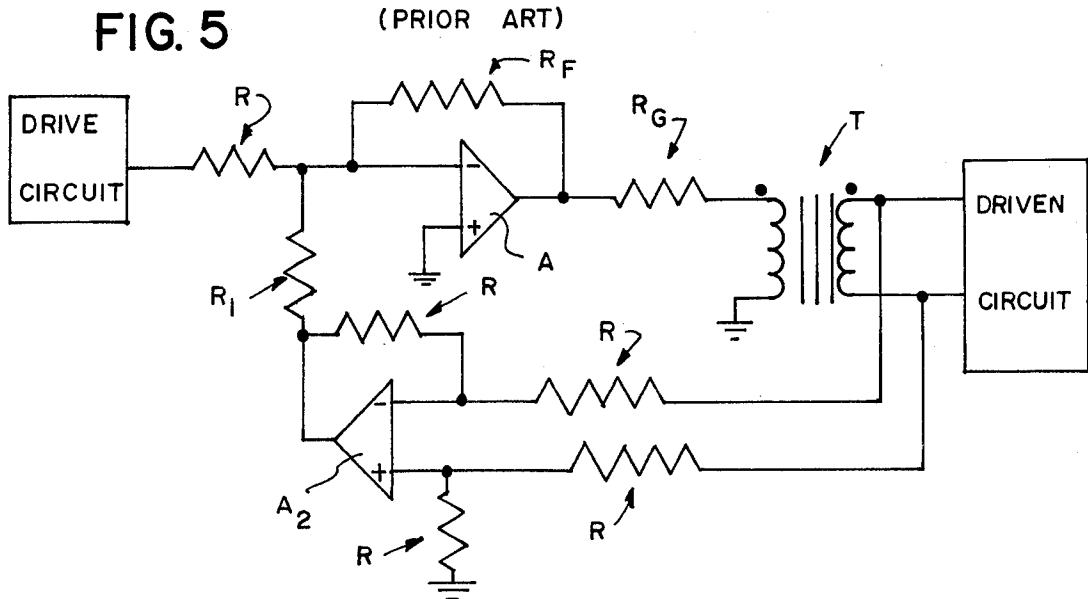 FIG. 5
(PRIOR ART)
DRIVE
CIRCUIT
R
R_F
-
+
A
R_G
T
DRIVEN
CIRCUIT
R_1
R
R
-
+
A_2
R
R